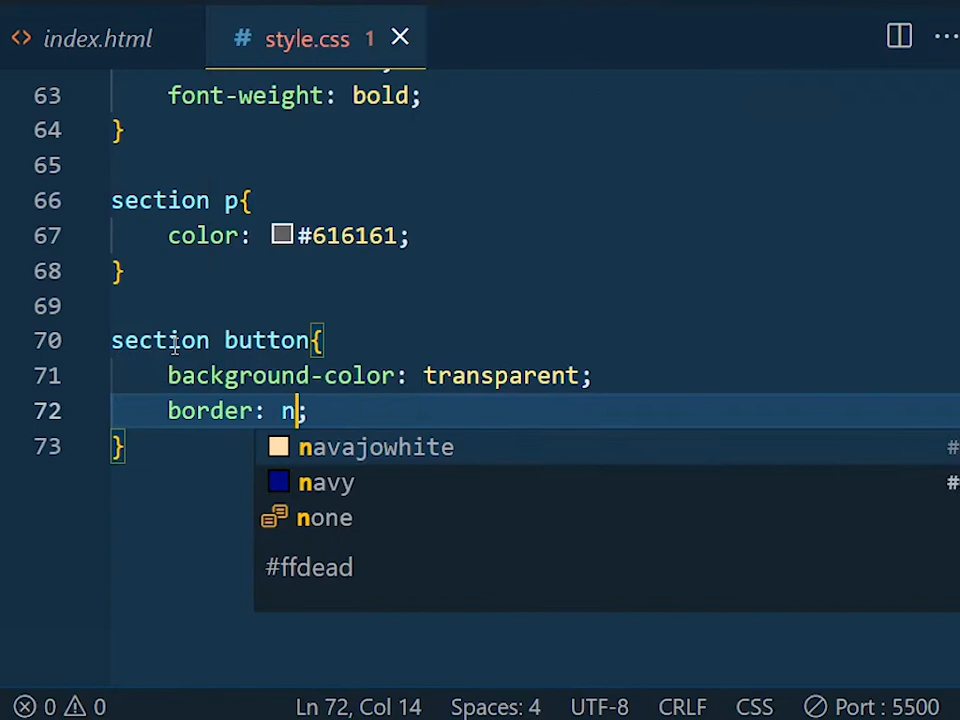 <> index.html # style.css 1
63 font-weight: bold;
64 }
65
66 section p{
67 color: #616161;
68 }
69
70 section button{
71 background-color: transparent;
72 border: n;
73 }
navajowhite #
navy #
none
#ffdead
0 0 Ln 72, Col 14 Spaces: 4 UTF-8 CRLF CSS Port : 5500